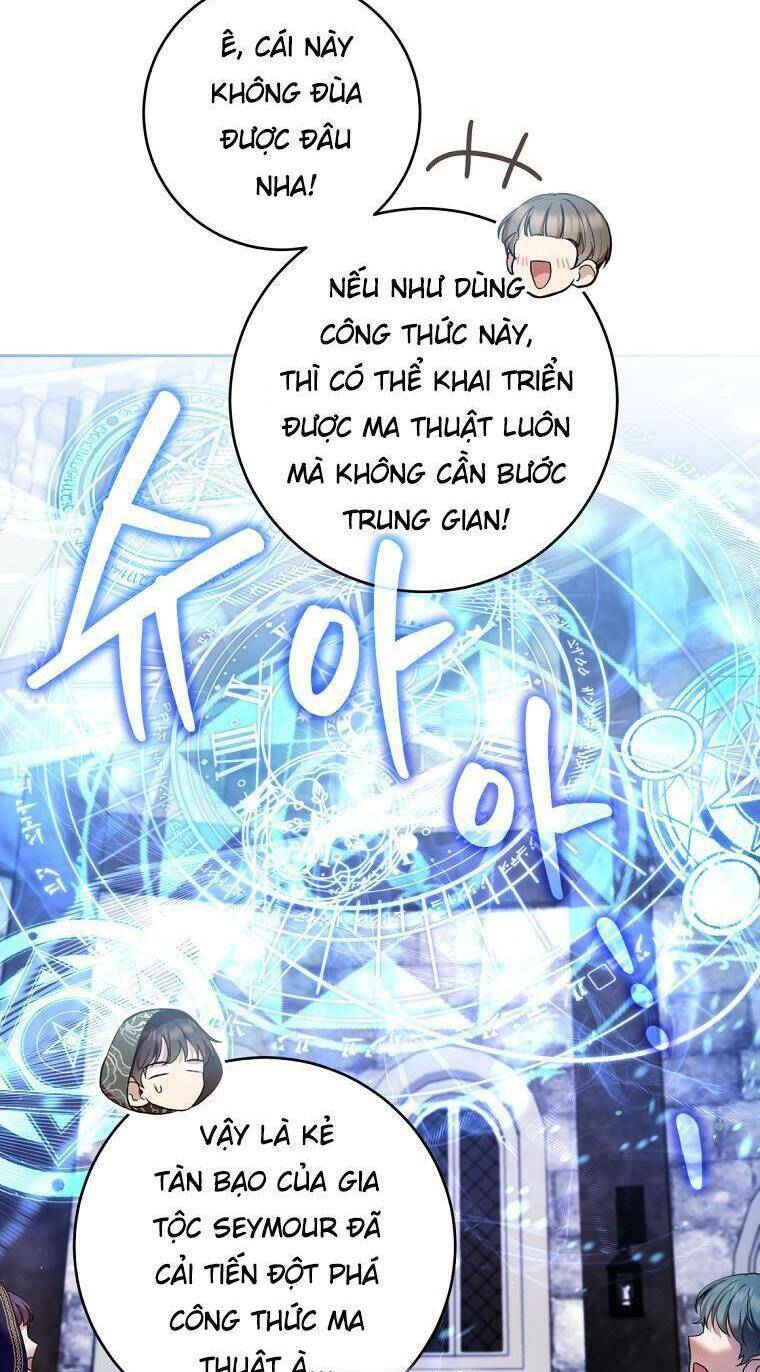 Ê, CÁI NÀY
KHÔNG ĐÙA
ĐƯỢC ĐÂU
NHA!
NẾU NHƯ DÙNG
CÔNG THỨC NÀY,
THÌ CÓ THỂ KHAI TRIỂN
ĐƯỢC MA THUẬT LUÔN
MÀ KHÔNG CẦN BƯỚC
TRUNG GIAN!
슈아아
VẬY LÀ KẺ
TÀN BẠO CỦA GIA
TỘC SEYMOUR ĐÃ
CẢI TIẾN ĐỘT PHÁ
CÔNG THỨC MA
THUẬT À...